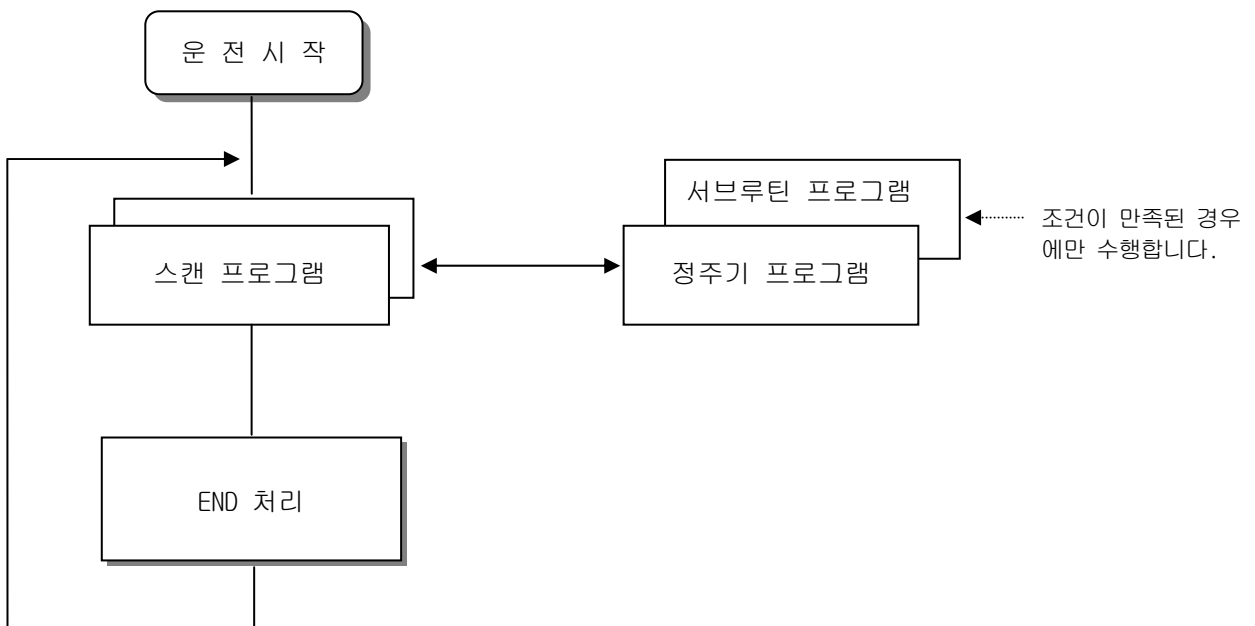 운 전 시 작
서브루틴 프로그램
조건이 만족된 경우
에만 수행합니다.
스캔 프로그램
정주기 프로그램
END 처리